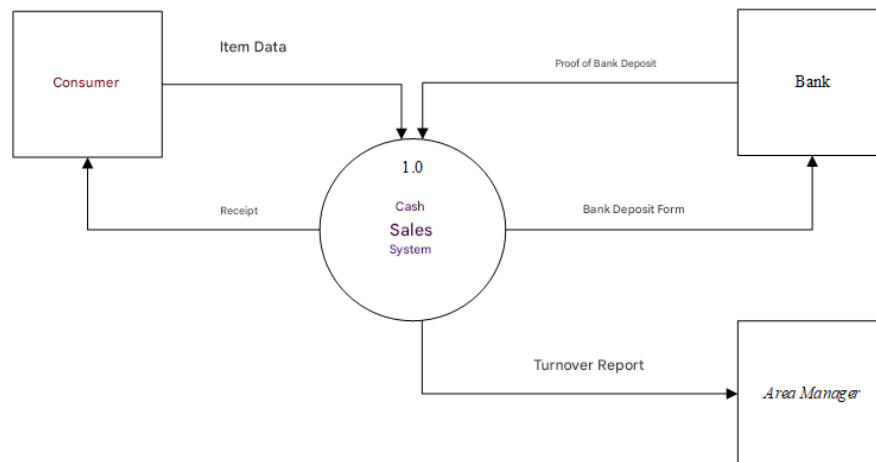 Item Data
Proof of Bank Deposit
Consumer
Bank
1.0
Cash
Sales
System
Receipt
Bank Deposit Form
Turnover Report
Area Manager